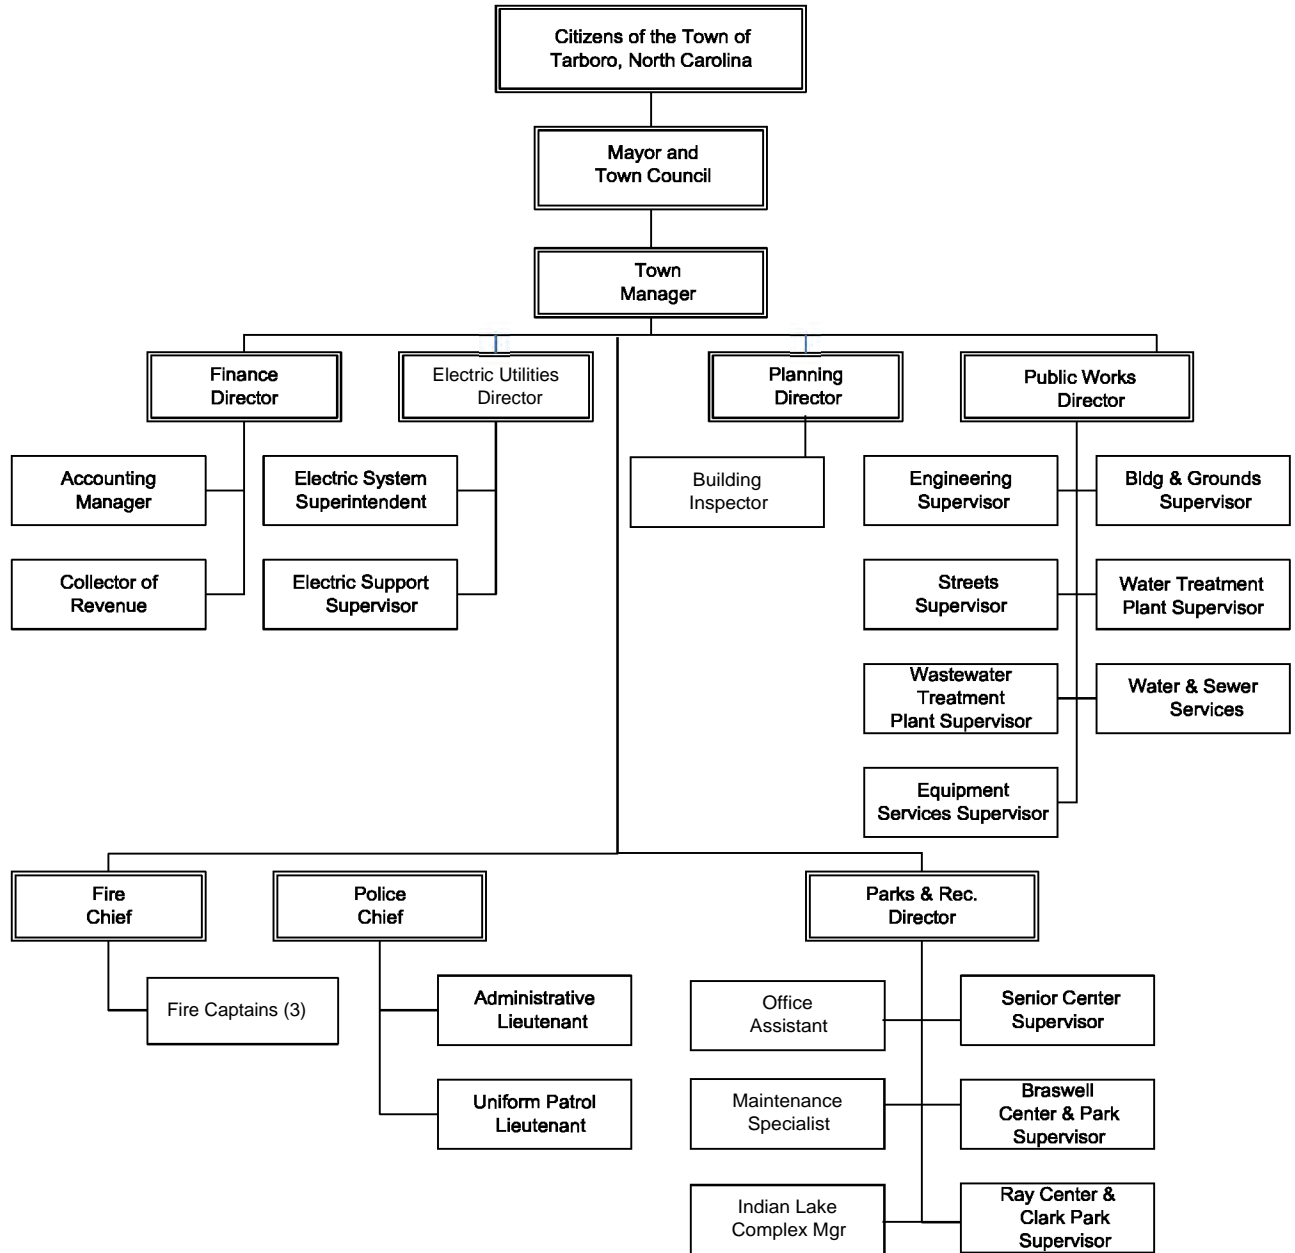 Citizens of the Town of
Tarboro, North Carolina
Mayor and
Town Council
Town
Manager
Finance
Director
Electric Utilities
Director
Planning
Director
Public Works
Director
Accounting
Manager
Electric System
Superintendent
Building
Inspector
Engineering
Supervisor
Bldg & Grounds
Supervisor
Collector of
Revenue
Electric Support
Supervisor
Streets
Supervisor
Water Treatment
Plant Supervisor
Wastewater
Treatment
Plant Supervisor
Water & Sewer
Services
Equipment
Services Supervisor
Fire
Chief
Police
Chief
Parks & Rec.
Director
Fire Captains (3)
Administrative
Lieutenant
Office
Assistant
Senior Center
Supervisor
Uniform Patrol
Lieutenant
Maintenance
Specialist
Braswell
Center & Park
Supervisor
Indian Lake
Complex Mgr
Ray Center &
Clark Park
Supervisor